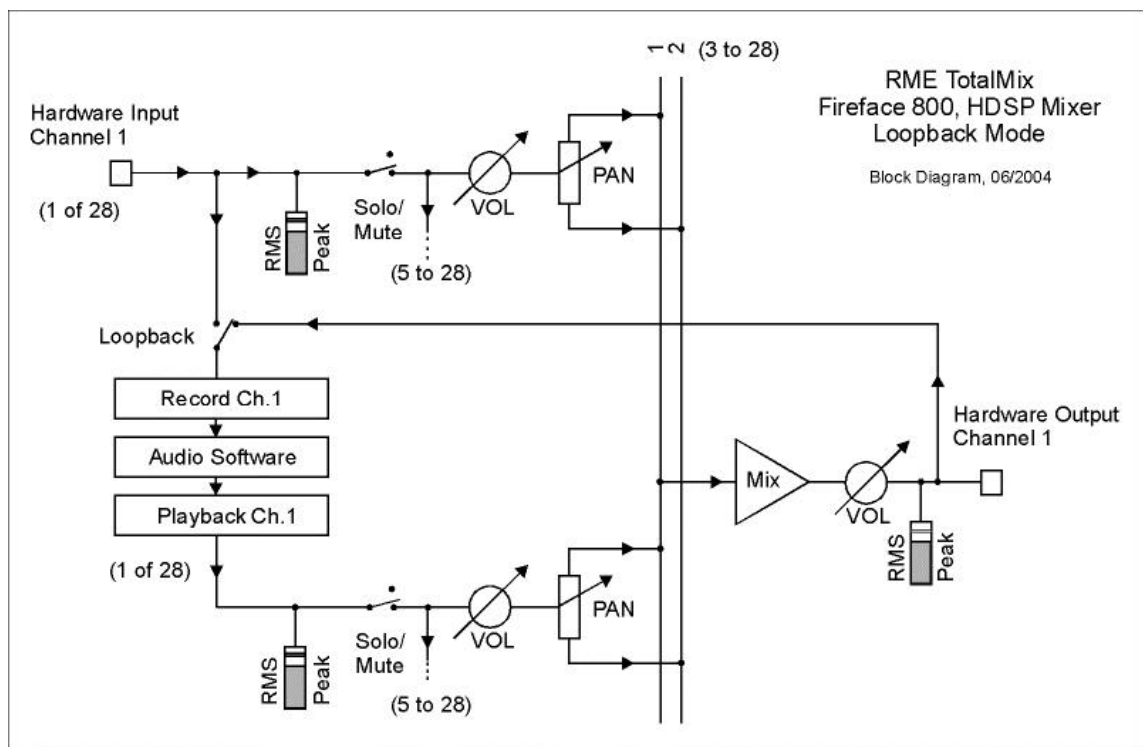 1
2
(3 to 28)
RME TotalMix
Fireface 800, HDSP Mixer
Loopback Mode
Block Diagram, 06/2004
Hardware Input
Channel 1
(1 of 28)
RMS
Peak
Solo/
Mute
(5 to 28)
VOL
PAN
Loopback
Record Ch.1
Audio Software
Playback Ch.1
(1 of 28)
Mix
VOL
Hardware Output
Channel 1
RMS
Peak
RMS
Peak
Solo/
Mute
(5 to 28)
VOL
PAN